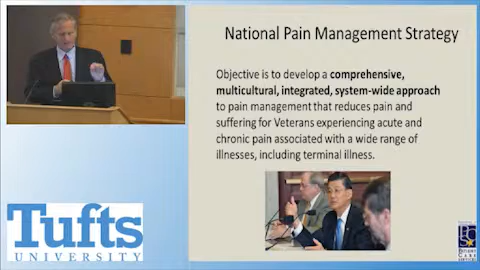 National Pain Management Strategy
Objective is to develop a comprehensive,
multicultural, integrated, system-wide approach
to pain management that reduces pain and
suffering for Veterans experiencing acute and
chronic pain associated with a wide range of
illnesses, including terminal illness.
Tufts
UNIVERSITY